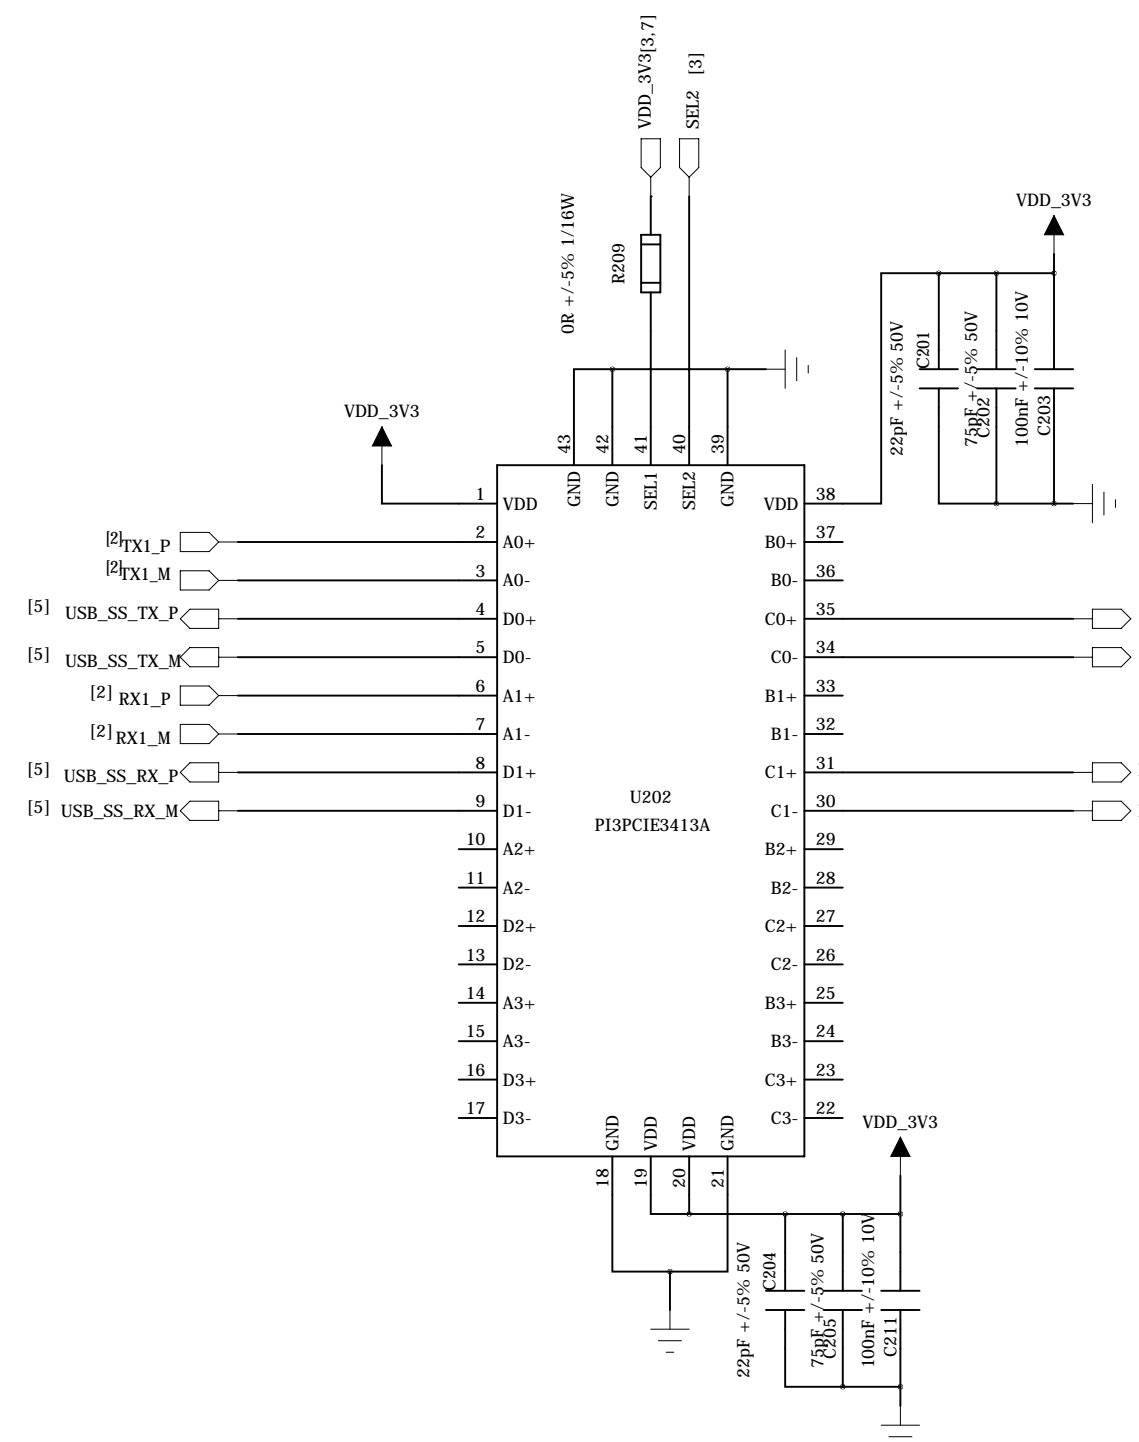 VDD_3V3[3,7]
SEL2 [3]
0R +/-5% 1/16W
R209
VDD_3V3
22pF +/-5% 50V
C201
75pF +/-5% 50V
C202
100nF +/-10% 10V
C203
VDD_3V3
43
42
41
40
39
GND
GND
SEL1
SEL2
GND
1 VDD
VDD 38
[2] TX1_P 2 A0+
B0+ 37
[2] TX1_M 3 A0-
B0- 36
[5] USB_SS_TX_P 4 D0+
C0+ 35
[5] USB_SS_TX_M 5 D0-
C0- 34
[2] RX1_P 6 A1+
B1+ 33
[2] RX1_M 7 A1-
B1- 32
[5] USB_SS_RX_P 8 D1+
C1+ 31
[5] USB_SS_RX_M 9 D1-
C1- 30
U202
PI3PCIE3413A
10 A2+
B2+ 29
11 A2-
B2- 28
12 D2+
C2+ 27
13 D2-
C2- 26
14 A3+
B3+ 25
15 A3-
B3- 24
16 D3+
C3+ 23
17 D3-
C3- 22
GND
VDD
VDD
GND
18
19
20
21
VDD_3V3
22pF +/-5% 50V
C204
75pF +/-5% 50V
C205
100nF +/-10% 10V
C211